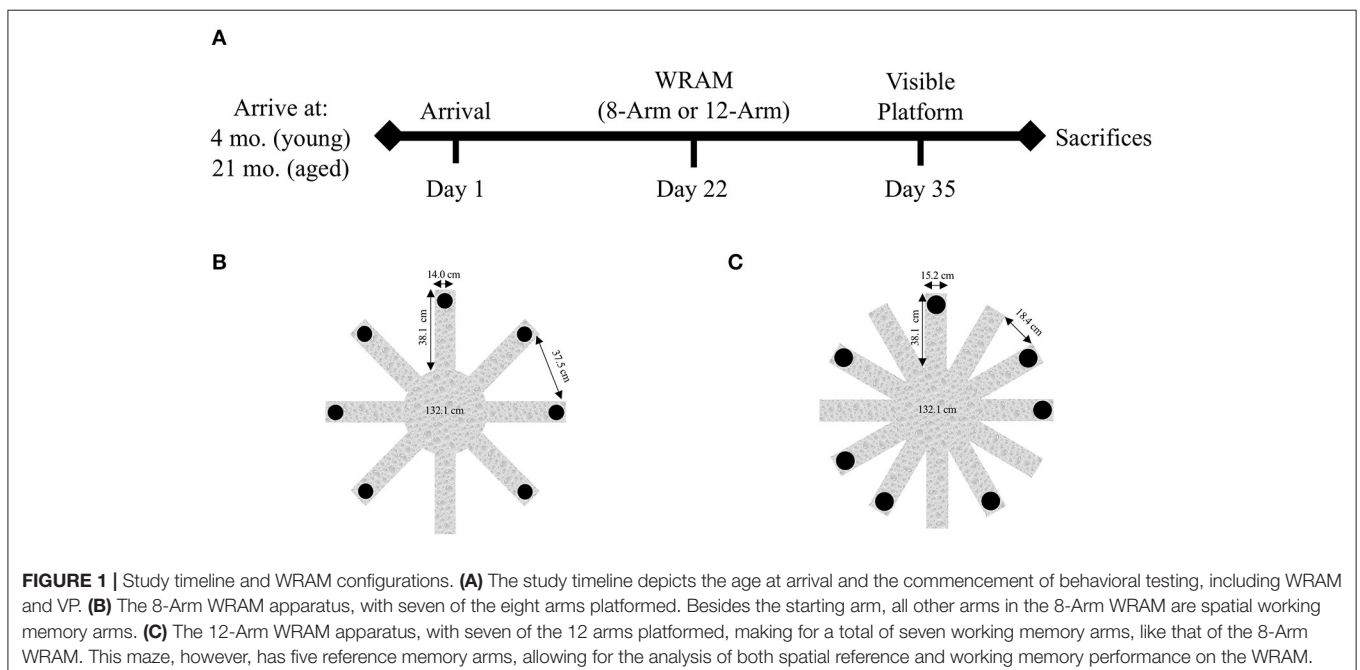 A
Arrive at:
4 mo. (young)
21 mo. (aged)
Arrival
WRAM
(8-Arm or 12-Arm)
Visible
Platform
Sacrifices
Day 1
Day 22
Day 35
B
14.0 cm
38.1 cm
37.5 cm
132.1 cm
C
15.2 cm
38.1 cm
18.4 cm
132.1 cm
FIGURE 1 | Study timeline and WRAM configurations. (A) The study timeline depicts the age at arrival and the commencement of behavioral testing, including WRAM
and VP. (B) The 8-Arm WRAM apparatus, with seven of the eight arms platformed. Besides the starting arm, all other arms in the 8-Arm WRAM are spatial working
memory arms. (C) The 12-Arm WRAM apparatus, with seven of the 12 arms platformed, making for a total of seven working memory arms, like that of the 8-Arm
WRAM. This maze, however, has five reference memory arms, allowing for the analysis of both spatial reference and working memory performance on the WRAM.